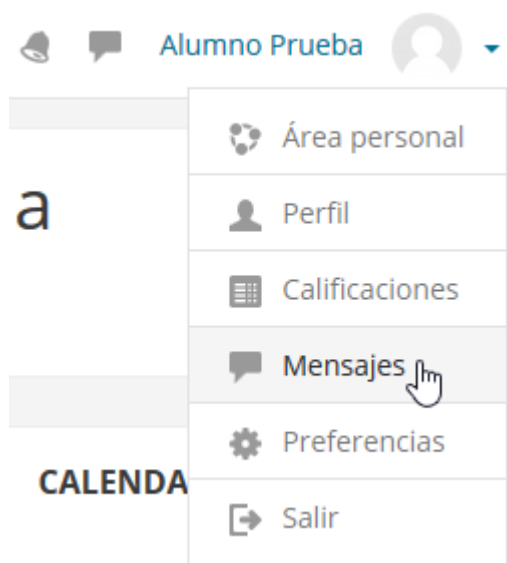 Alumno Prueba
Área personal
a
Perfil
Calificaciones
Mensajes
Preferencias
CALENDA
Salir